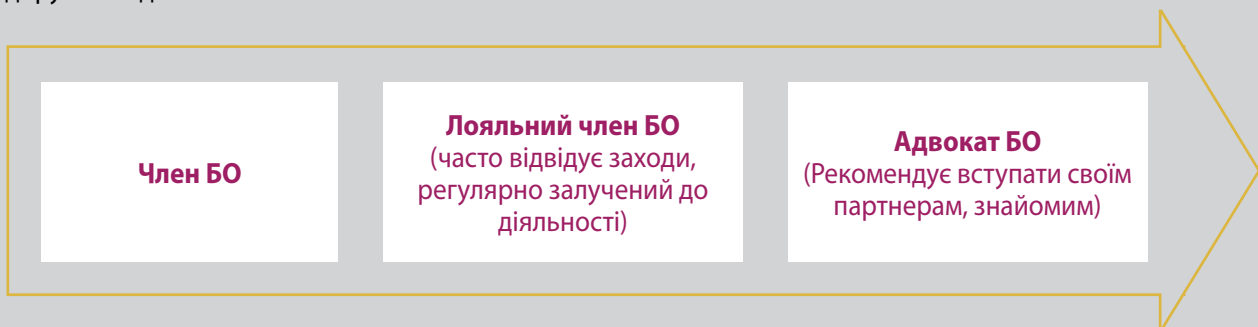 Член БО
Лояльний член БО
(часто відвідує заходи,
регулярно залучений до
діяльності)
Адвокат БО
(Рекомендує вступати своїм
партнерам, знайомим)